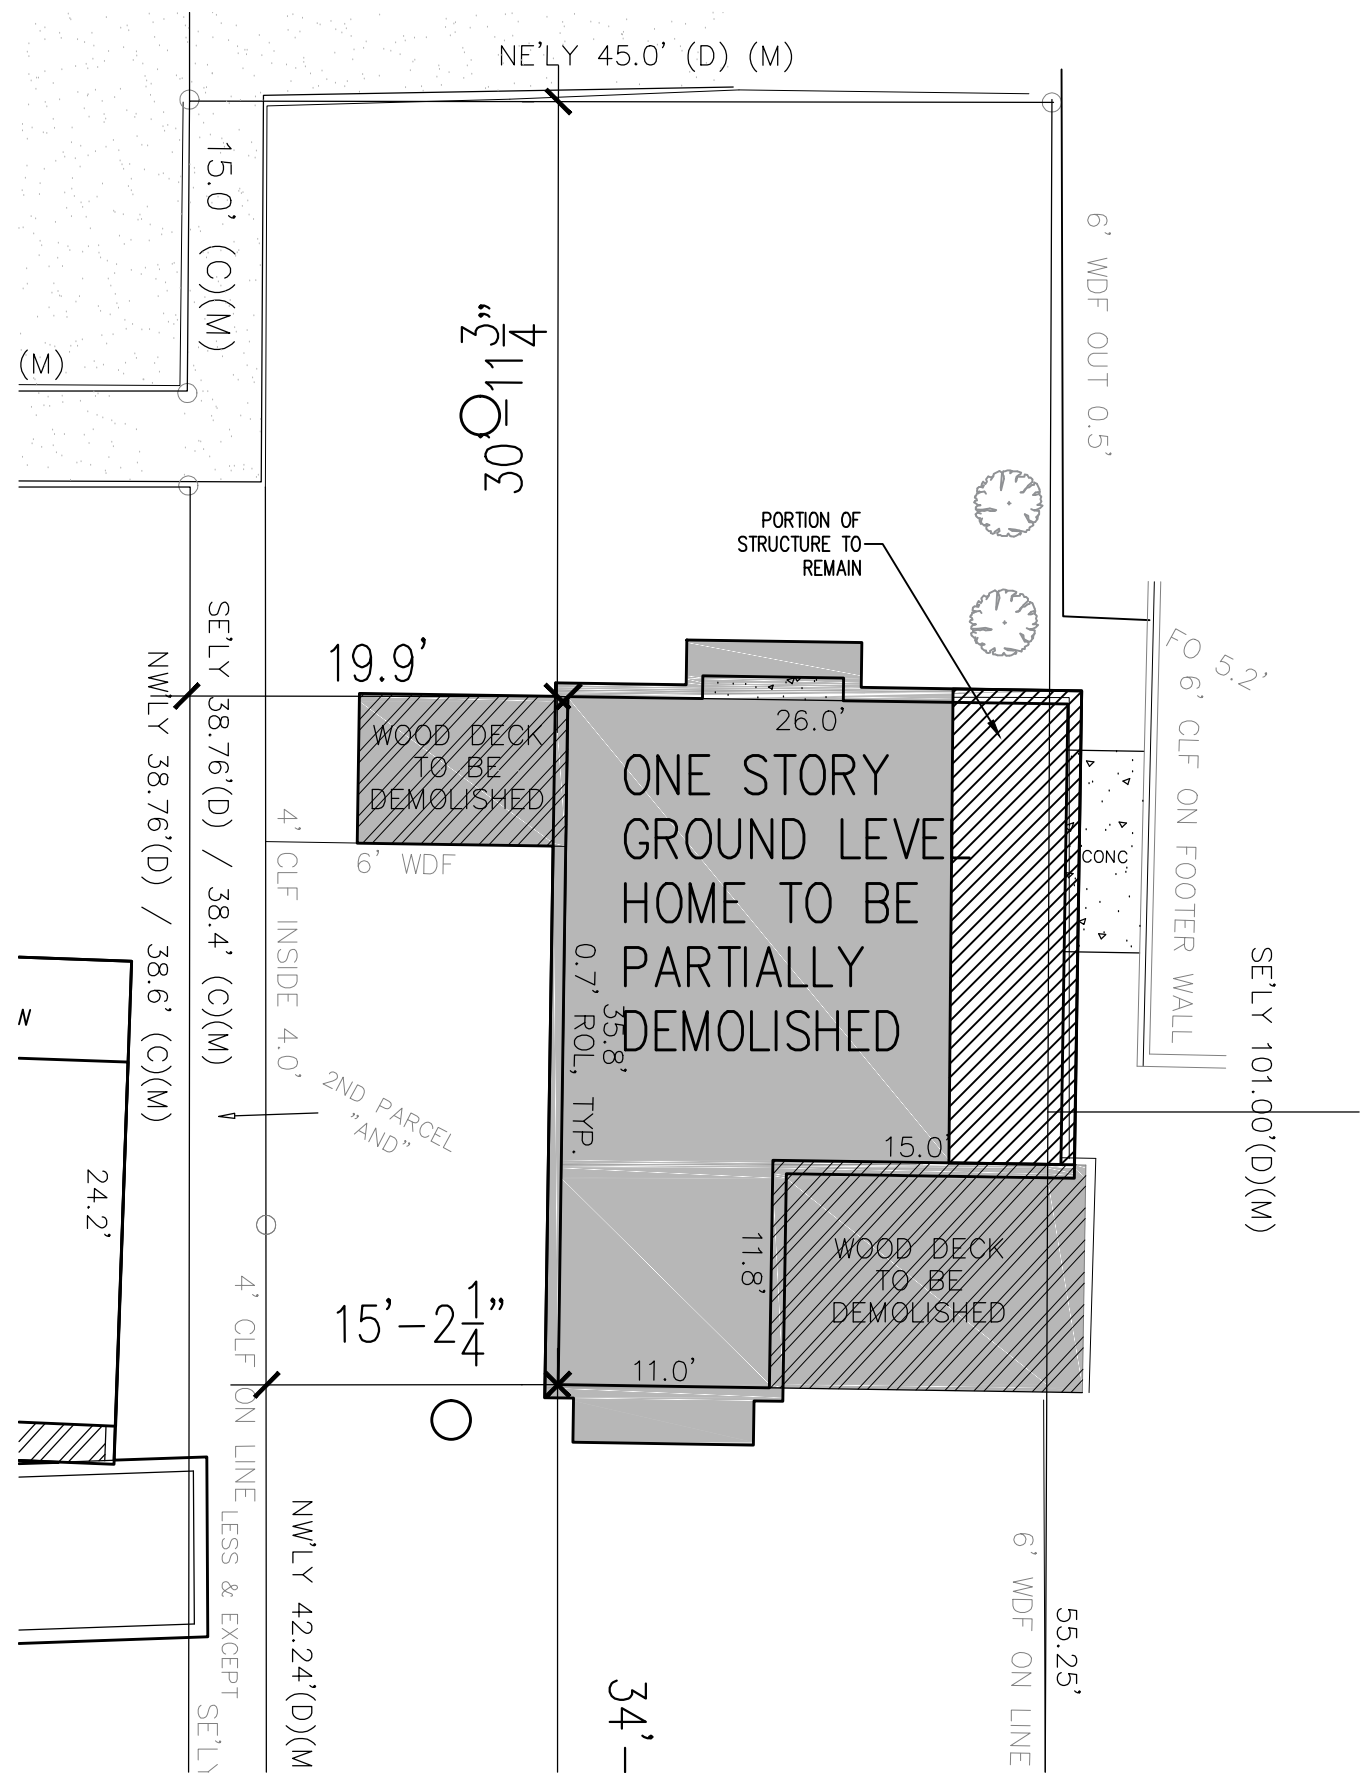 NE'LY 45.0' (D) (M)
15.0' (C)(M)
(M)
30'-11 3/4"
6' WDF OUT 0.5'
PORTION OF
STRUCTURE TO
REMAIN
FO 5.2'
6' CLF ON FOOTER WALL
19.9'
SE'LY 38.76'(D) / 38.4' (C)(M)
NW'LY 38.76'(D) / 38.6' (C)(M)
WOOD DECK
TO BE
DEMOLISHED
26.0'
ONE STORY
GROUND LEVEL
HOME TO BE
PARTIALLY
DEMOLISHED
CONC
4' CLF INSIDE 4.0'
6' WDF
0.7' ROL, TYP.
35.8'
SE'LY 101.00'(D)(M)
N
2ND PARCEL
"AND"
24.2'
15.0'
11.8'
WOOD DECK
TO BE
DEMOLISHED
15'-2 1/4"
11.0'
4' CLF ON LINE
LESS & EXCEPT
SE'LY
NW'LY 42.24'(D)(M
34'-
6' WDF ON LINE
55.25'